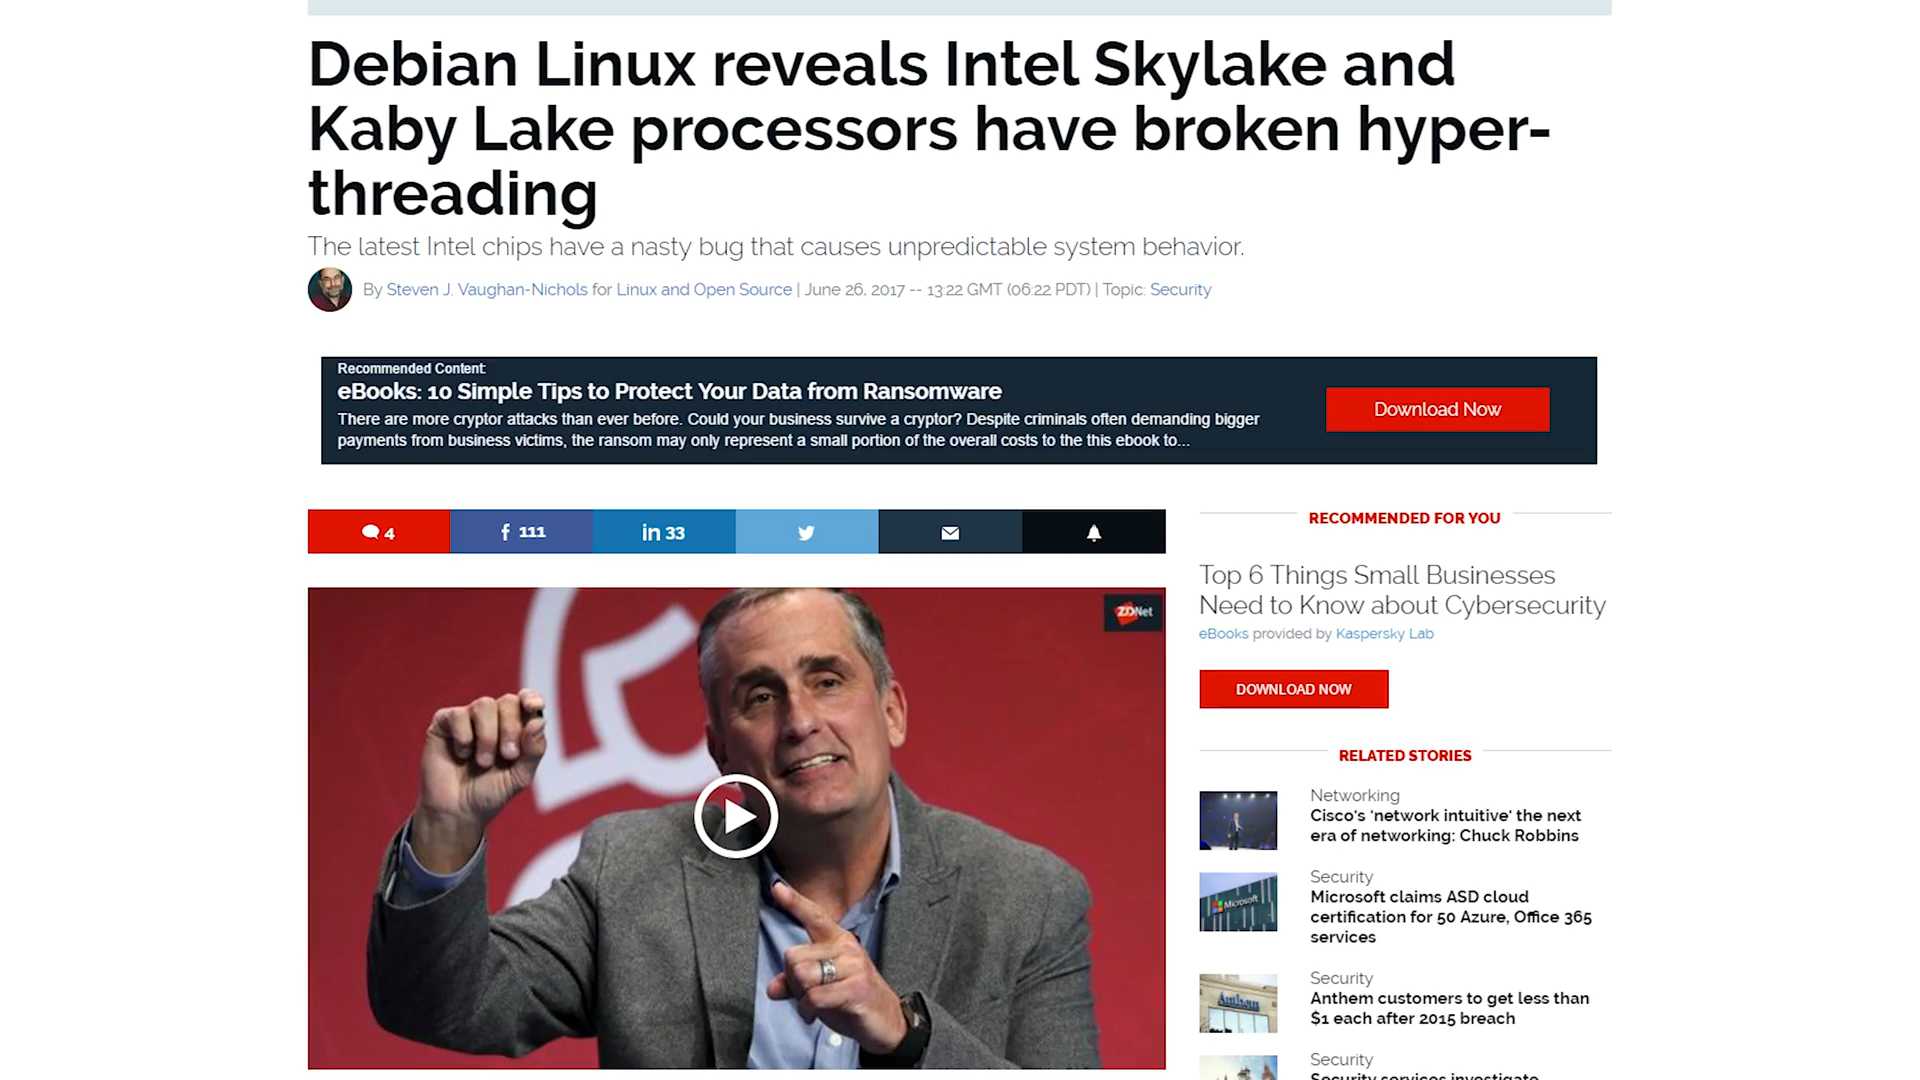 Debian Linux reveals Intel Skylake and
Kaby Lake processors have broken hyper-
threading
The latest Intel chips have a nasty bug that causes unpredictable system behavior.
By Steven J. Vaughan-Nichols for Linux and Open Source | June 26, 2017 -- 13:22 GMT (06:22 PDT) | Topic: Security
Recommended Content:
eBooks: 10 Simple Tips to Protect Your Data from Ransomware
There are more cryptor attacks than ever before. Could your business survive a cryptor? Despite criminals often demanding bigger
payments from business victims, the ransom may only represent a small portion of the overall costs to the this ebook to...
Download Now
4
f 111
in 33
ZDNet
RECOMMENDED FOR YOU
Top 6 Things Small Businesses
Need to Know about Cybersecurity
eBooks provided by Kaspersky Lab
DOWNLOAD NOW
RELATED STORIES
Networking
Cisco's 'network intuitive' the next
era of networking: Chuck Robbins
Microsoft
Security
Microsoft claims ASD cloud
certification for 50 Azure, Office 365
services
Anthem
Security
Anthem customers to get less than
$1 each after 2015 breach
Security
Security services investigate